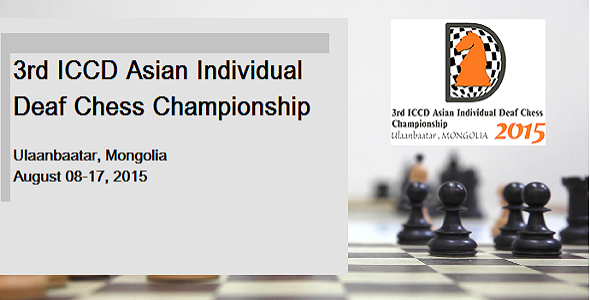 3rd ICCD Asian Individual
Deaf Chess Championship
Ulaanbaatar, Mongolia
August 08-17, 2015
3rd ICCD Asian Individual Deaf Chess
Championship
Ulaanbaatar, MONGOLIA 2015